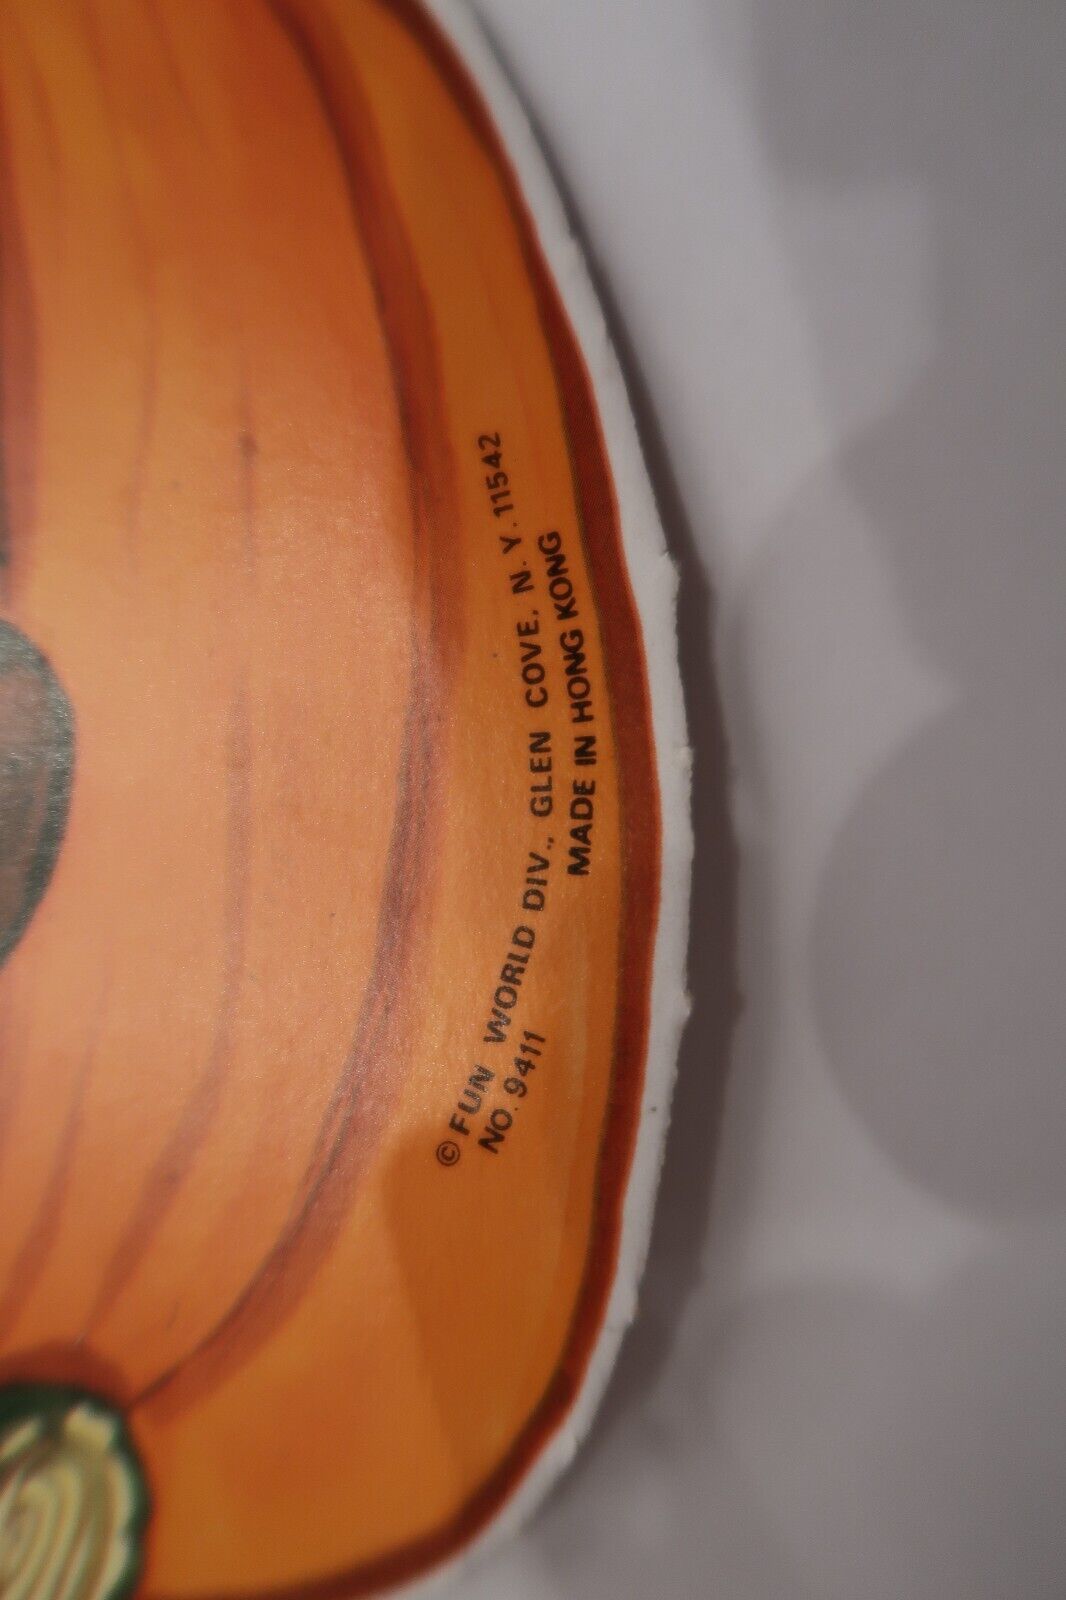 © FUN WORLD DIV., GLEN COVE, N. Y. 11542
NO. 9411
MADE IN HONG KONG